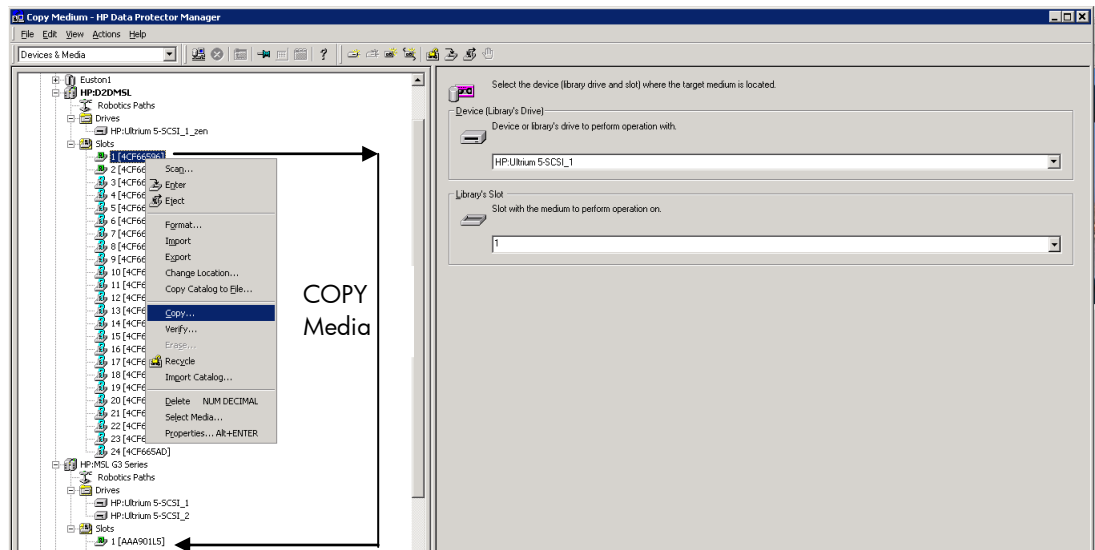 Copy Medium - HP Data Protector Manager
File Edit View Actions Help
Devices & Media
Euston1
HP:D2DMSL
Robotics Paths
Drives
HP:Ultrium 5-SCSI_1_zen
Slots
1 [4CF66596]
2 [4CF66
3 [4CF66
4 [4CF66
5 [4CF66
6 [4CF66
7 [4CF66
8 [4CF66
9 [4CF66
10 [4CF6
11 [4CF6
12 [4CF6
13 [4CF6
14 [4CF6
15 [4CF6
16 [4CF6
17 [4CF6
18 [4CF6
19 [4CF6
20 [4CF6
21 [4CF6
22 [4CF6
23 [4CF6
24 [4CF665AD]
HP:MSL G3 Series
Robotics Paths
Drives
HP:Ultrium 5-SCSI_1
HP:Ultrium 5-SCSI_2
Slots
1 [AAA901L5]
Scan...
Enter
Eject
Format...
Import
Export
Change Location...
Copy Catalog to File...
Copy...
Verify...
Erase...
Recycle
Import Catalog...
Delete NUM DECIMAL
Select Media...
Properties... Alt+ENTER
COPY
Media
Select the device (library drive and slot) where the target medium is located.
Device (Library's Drive)
Device or library's drive to perform operation with.
HP:Ultrium 5-SCSI_1
Library's Slot
Slot with the medium to perform operation on.
1